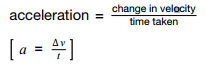 acceleration = change in velocity / time taken
[ a = Δv / t ]